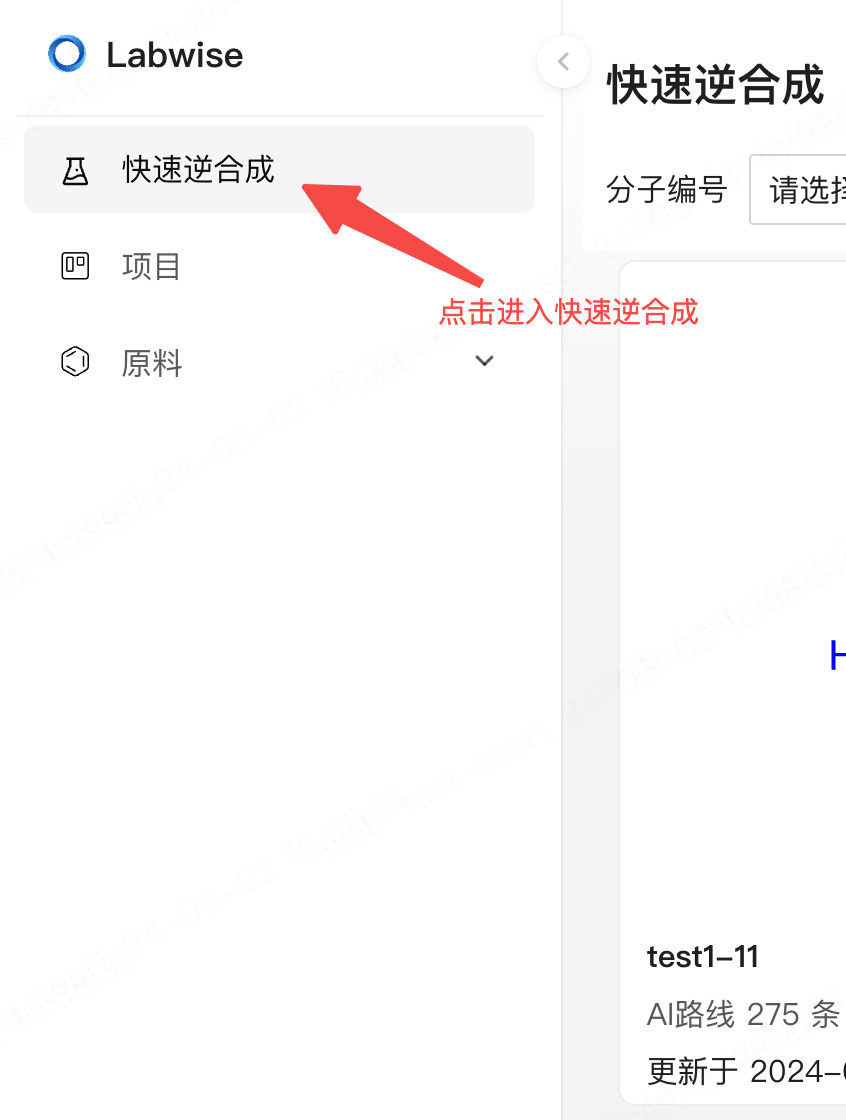 Labwise
快速逆合成
项目
原料
点击进入快速逆合成
快速逆合成
分子编号
请选
test1-11
AI路线 275 条
更新于 2024-